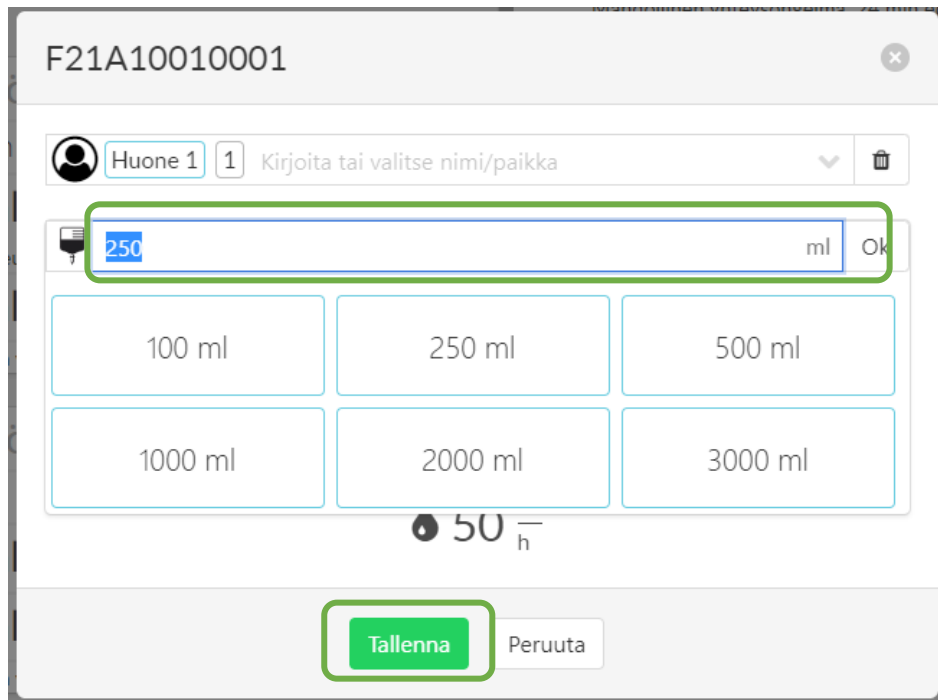 F21A10010001
Huone 1 1 Kirjoita tai valitse nimi/paikka
250 ml Ok
100 ml 250 ml 500 ml
1000 ml 2000 ml 3000 ml
50 h
Tallenna Peruuta